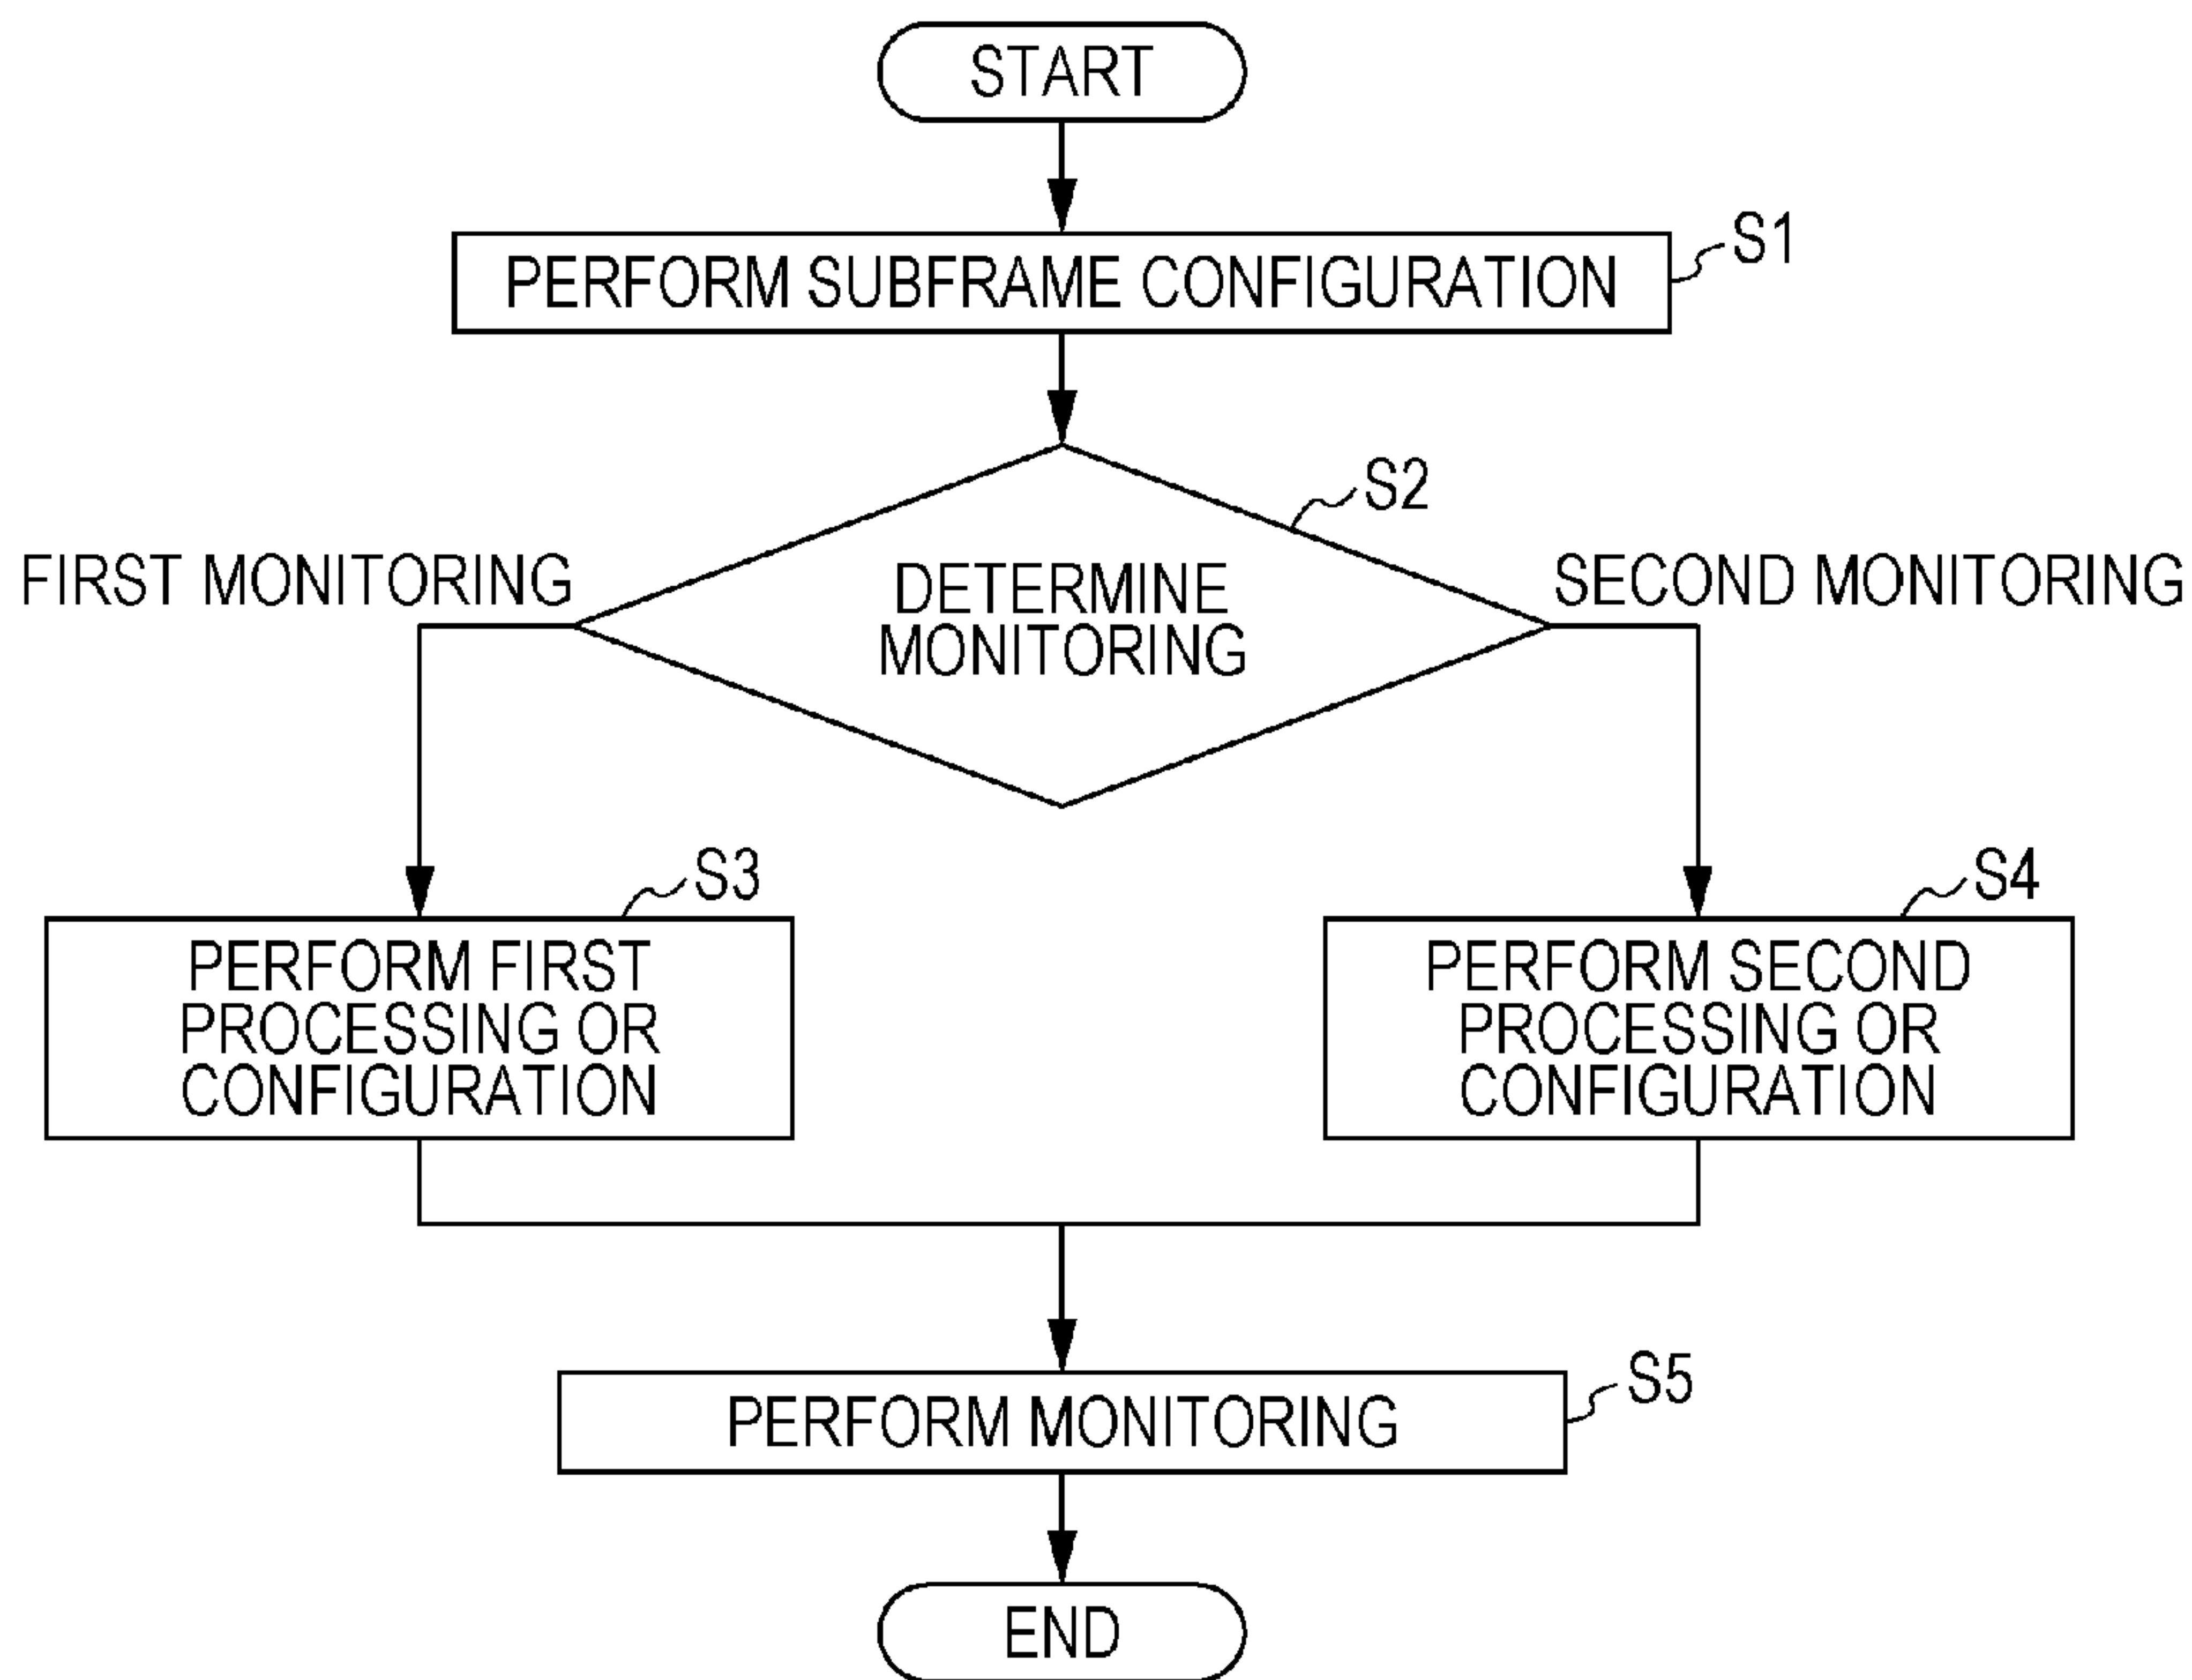 START
S1
PERFORM SUBFRAME CONFIGURATION
S2
FIRST MONITORING
DETERMINE
MONITORING
SECOND MONITORING
S3
PERFORM FIRST
PROCESSING OR
CONFIGURATION
S4
PERFORM SECOND
PROCESSING OR
CONFIGURATION
S5
PERFORM MONITORING
END